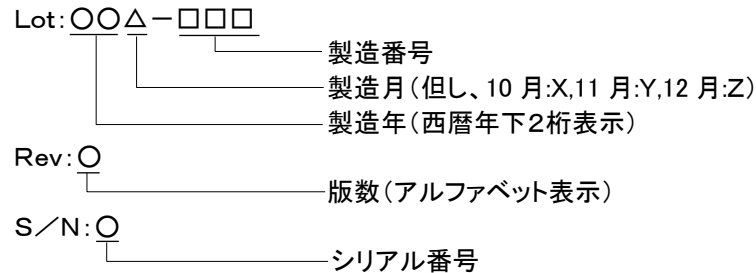 Lot:○○△－□□□
製造番号
製造月(但し、10 月:X,11 月:Y,12 月:Z)
製造年(西暦年下２桁表示)
Rev:○
版数(アルファベット表示)
S／N:○
シリアル番号